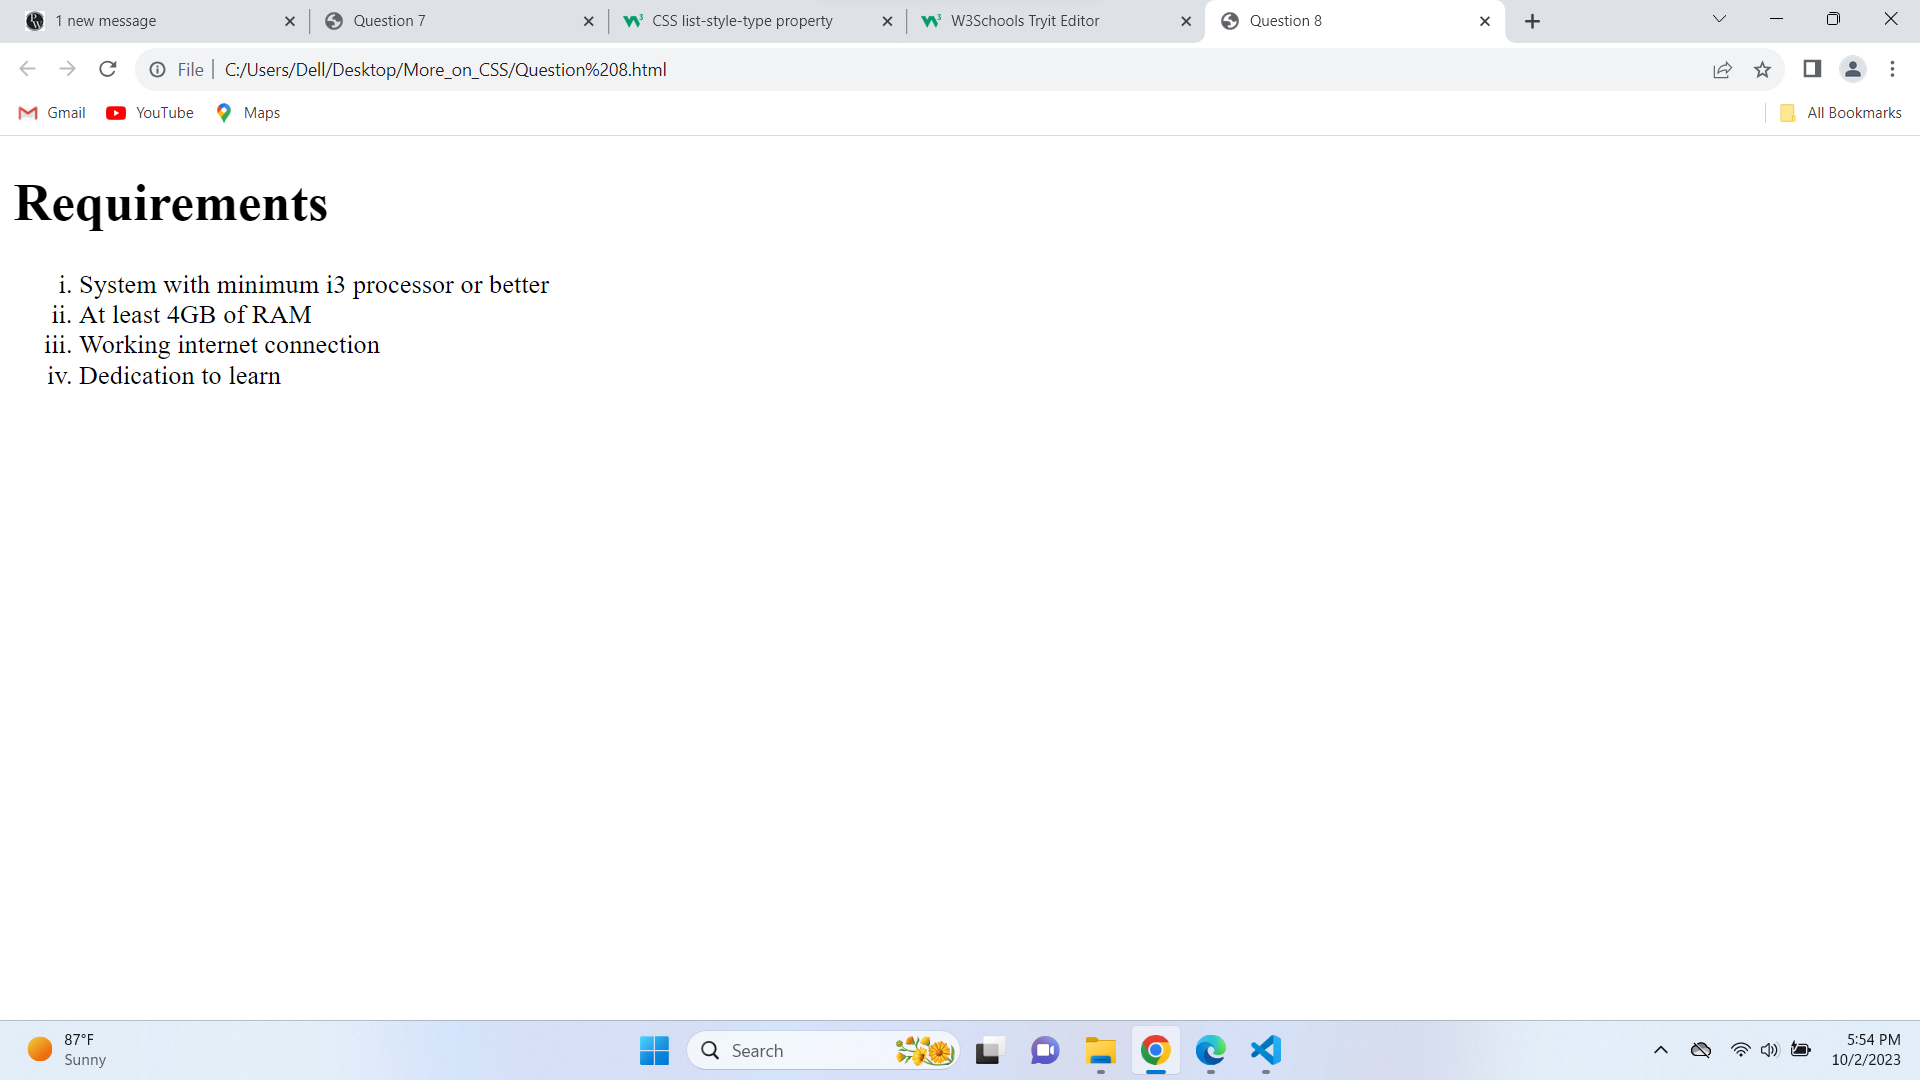 1 new message
Question 7
CSS list-style-type property
W3Schools Tryit Editor
Question 8
File
C:/Users/Dell/Desktop/More_on_CSS/Question%208.html
Gmail
YouTube
Maps
All Bookmarks
Requirements
i. System with minimum i3 processor or better
ii. At least 4GB of RAM
iii. Working internet connection
iv. Dedication to learn
87°F
Sunny
Search
5:54 PM
10/2/2023